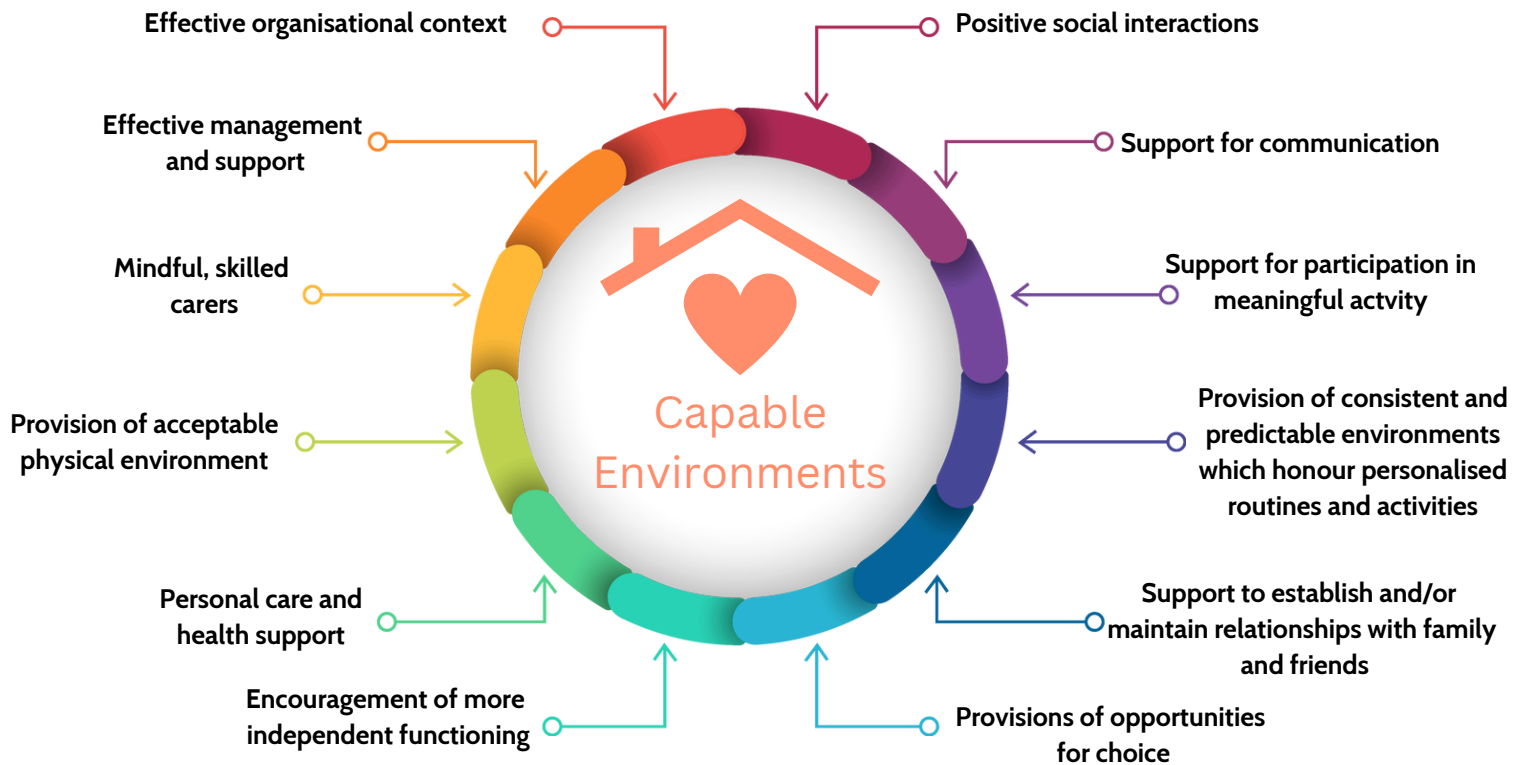 Effective organisational context
Positive social interactions
Effective management
and support
Support for communication
Mindful, skilled
carers
Support for participation in
meaningful actvity
Provision of acceptable
physical environment
Provision of consistent and
predictable environments
which honour personalised
routines and activities
Capable
Environments
Personal care and
health support
Support to establish and/or
maintain relationships with family
and friends
Encouragement of more
independent functioning
Provisions of opportunities
for choice